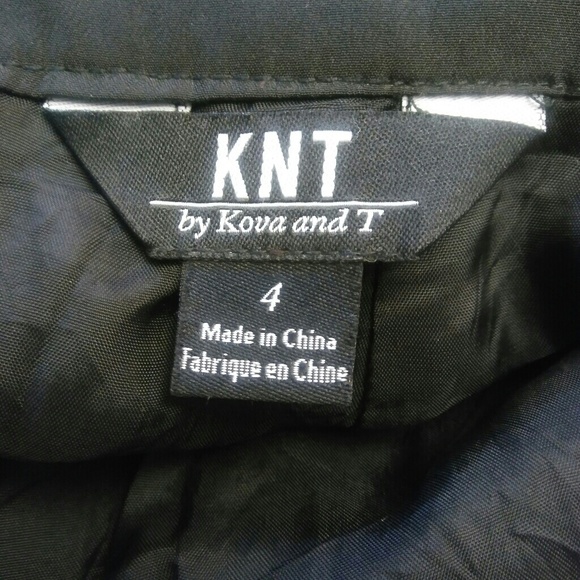 KNT
by Kova and T
4
Made in China
Fabrique en Chine